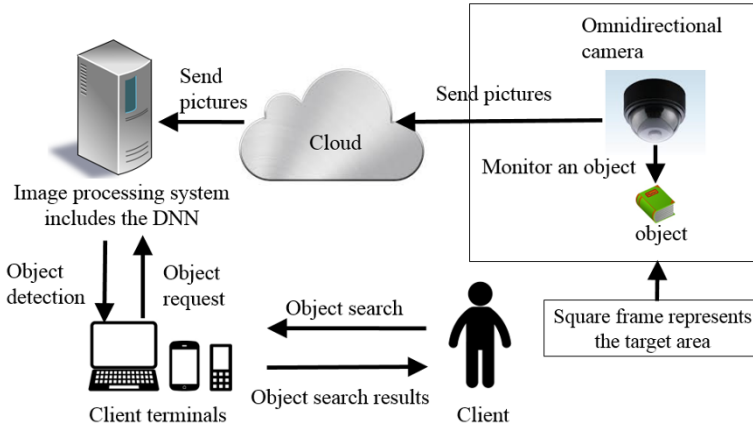 Omnidirectional
camera
Send
pictures
Send pictures
Cloud
Monitor an object
object
Image processing system
includes the DNN
Object
detection
Object
request
Object search
Square frame represents
the target area
Object search results
Client terminals
Client